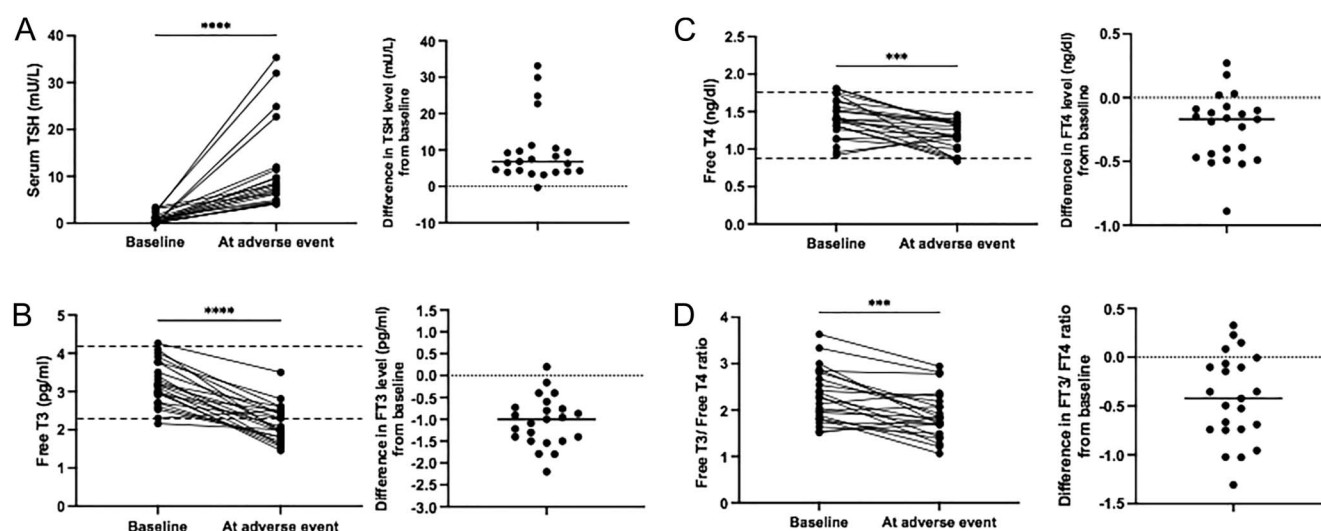 A
****
Serum TSH (mU/L)
40
30
20
10
0
Baseline At adverse event
Difference in TSH level (mU/L)
from baseline
40
30
20
10
0
-10
C
***
Free T4 (ng/dl)
2.5
2.0
1.5
1.0
0.5
0.0
Baseline At adverse event
Difference in FT4 level (ng/dl)
from baseline
0.5
0.0
-0.5
-1.0
B
****
Free T3 (pg/ml)
5
4
3
2
1
0
Baseline At adverse event
Difference in FT3 level (pg/ml)
from baseline
1.5
1.0
0.5
0.0
-0.5
-1.0
-1.5
-2.0
-2.5
-3.0
D
***
Free T3/ Free T4 ratio
4
3
2
1
0
Baseline At adverse event
Difference in FT3/ FT4 ratio
from baseline
0.5
0.0
-0.5
-1.0
-1.5